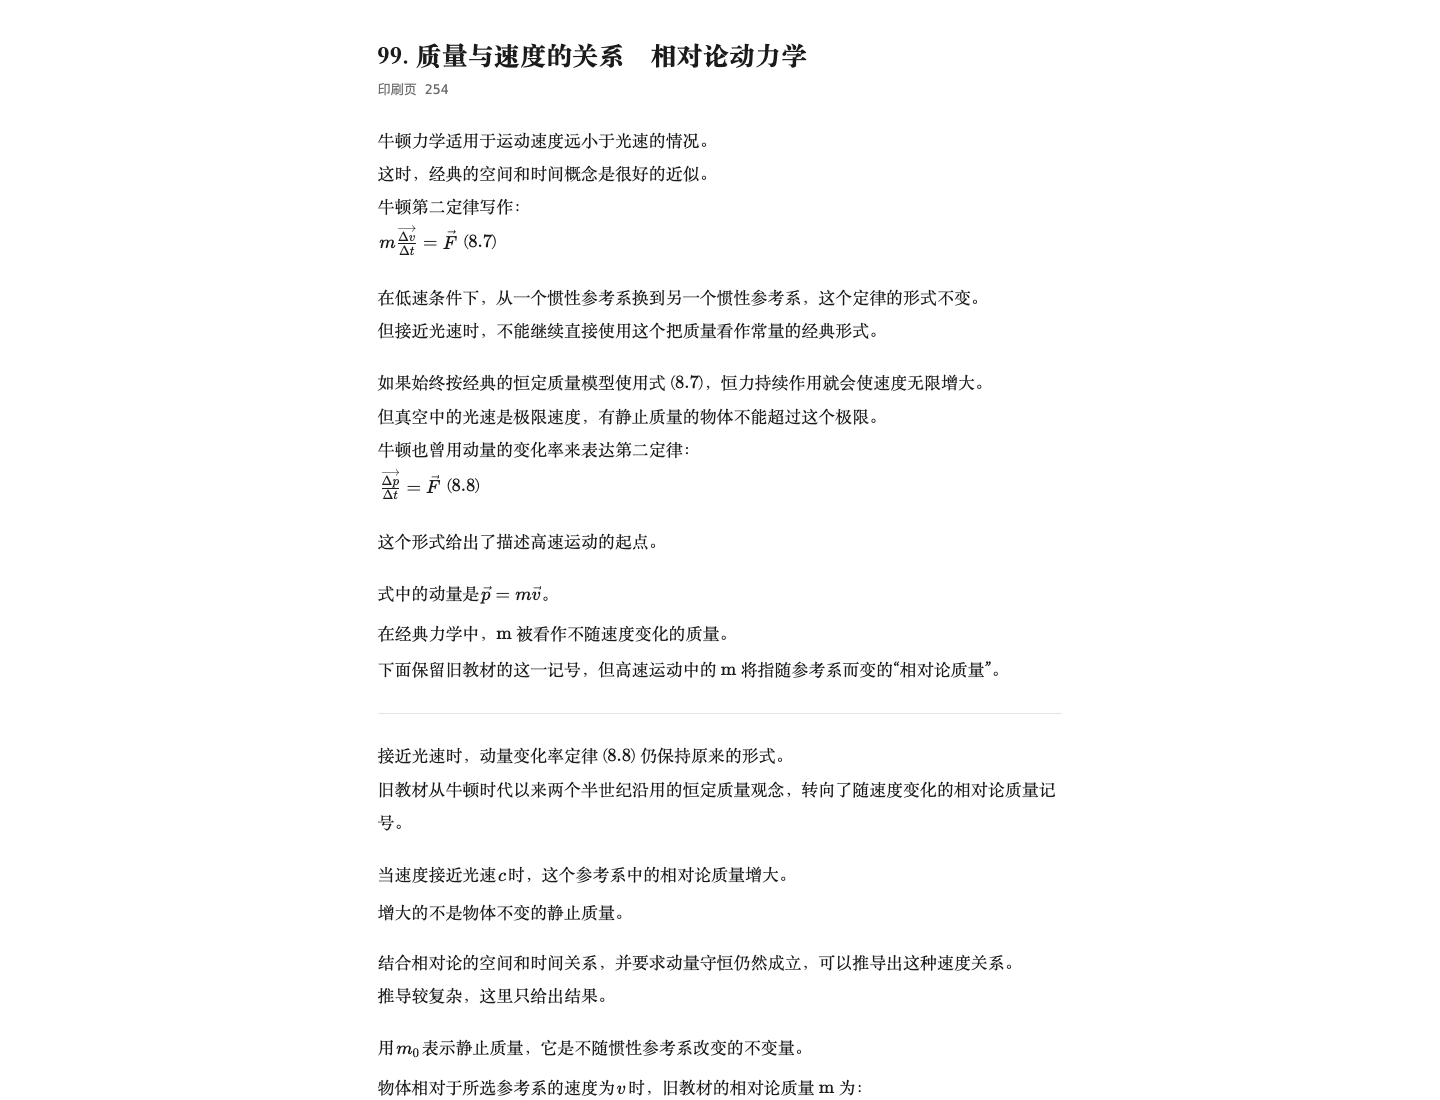 99. 质量与速度的关系　相对论动力学
印刷页 254
牛顿力学适用于运动速度远小于光速的情况。
这时，经典的空间和时间概念是很好的近似。
牛顿第二定律写作：
$m\frac{\overrightarrow{\Delta v}}{\Delta t} = \vec{F}$ (8.7)
在低速条件下，从一个惯性参考系换到另一个惯性参考系，这个定律的形式不变。
但接近光速时，不能继续直接使用这个把质量看作常量的经典形式。
如果始终按经典的恒定质量模型使用式 (8.7)，恒力持续作用就会使速度无限增大。
但真空中的光速是极限速度，有静止质量的物体不能超过这个极限。
牛顿也曾用动量的变化率来表达第二定律：
$\frac{\overrightarrow{\Delta p}}{\Delta t} = \vec{F}$ (8.8)
这个形式给出了描述高速运动的起点。
式中的动量是$\vec{p} = m\vec{v}$。
在经典力学中，m 被看作不随速度变化的质量。
下面保留旧教材的这一记号，但高速运动中的 m 将指随参考系而变的“相对论质量”。
接近光速时，动量变化率定律 (8.8) 仍保持原来的形式。
旧教材从牛顿时代以来两个半世纪沿用的恒定质量观念，转向了随速度变化的相对论质量记
号。
当速度接近光速$c$时，这个参考系中的相对论质量增大。
增大的不是物体不变的静止质量。
结合相对论的空间和时间关系，并要求动量守恒仍然成立，可以推导出这种速度关系。
推导较复杂，这里只给出结果。
用$m_0$表示静止质量，它是不随惯性参考系改变的不变量。
物体相对于所选参考系的速度为$v$时，旧教材的相对论质量 m 为：